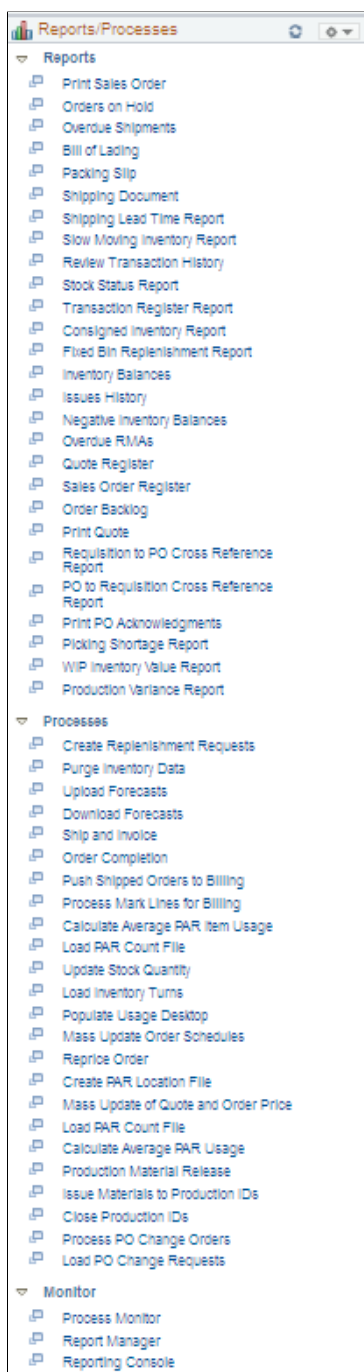 Reports/Processes
Reports
Print Sales Order
Orders on Hold
Overdue Shipments
Bill of Lading
Packing Slip
Shipping Document
Shipping Lead Time Report
Slow Moving Inventory Report
Review Transaction History
Stock Status Report
Transaction Register Report
Consigned Inventory Report
Fixed Bin Replenishment Report
Inventory Balances
Issues History
Negative Inventory Balances
Overdue RMAs
Quote Register
Sales Order Register
Order Backlog
Print Quote
Requisition to PO Cross Reference
Report
PO to Requisition Cross Reference
Report
Print PO Acknowledgments
Picking Shortage Report
WIP Inventory Value Report
Production Variance Report
Processes
Create Replenishment Requests
Purge Inventory Data
Upload Forecasts
Download Forecasts
Ship and Invoice
Order Completion
Push Shipped Orders to Billing
Process Mark Lines for Billing
Calculate Average PAR Item Usage
Load PAR Count File
Update Stock Quantity
Load Inventory Turns
Populate Usage Desktop
Mass Update Order Schedules
Reprice Order
Create PAR Location File
Mass Update of Quote and Order Price
Load PAR Count File
Calculate Average PAR Usage
Production Material Release
Issue Materials to Production IDs
Close Production IDs
Process PO Change Orders
Load PO Change Requests
Monitor
Process Monitor
Report Manager
Reporting Console